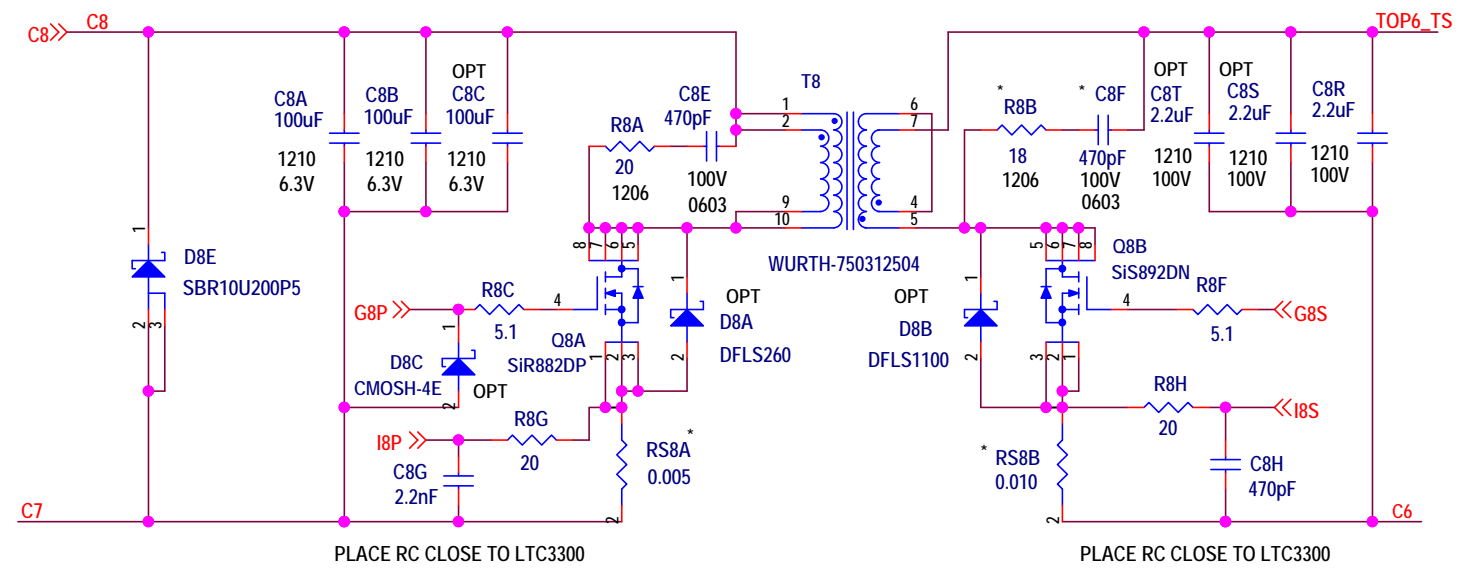 C8
C8
TOP6_TS
C8A
100uF
1210
6.3V
C8B
100uF
1210
6.3V
OPT
C8C
100uF
1210
6.3V
R8A
20
1206
C8E
470pF
100V
0603
T8
1
2
9
10
6
7
4
5
WURTH-750312504
*
R8B
18
1206
*
C8F
470pF
100V
0603
OPT
C8T
2.2uF
1210
100V
OPT
C8S
2.2uF
1210
100V
C8R
2.2uF
1210
100V
1
D8E
SBR10U200P5
2
3
G8P
R8C
5.1
4
8
7
6
5
Q8A
SiR882DP
1
2
3
1
D8C
CMOSH-4E
OPT
2
1
OPT
D8A
DFLS260
2
I8P
R8G
20
C8G
2.2nF
RS8A
*
0.005
2
1
OPT
D8B
DFLS1100
2
5
6
7
8
Q8B
SiS892DN
4
3
2
1
R8F
5.1
G8S
R8H
20
I8S
*
RS8B
0.010
2
C8H
470pF
C7
C6
PLACE RC CLOSE TO LTC3300
PLACE RC CLOSE TO LTC3300